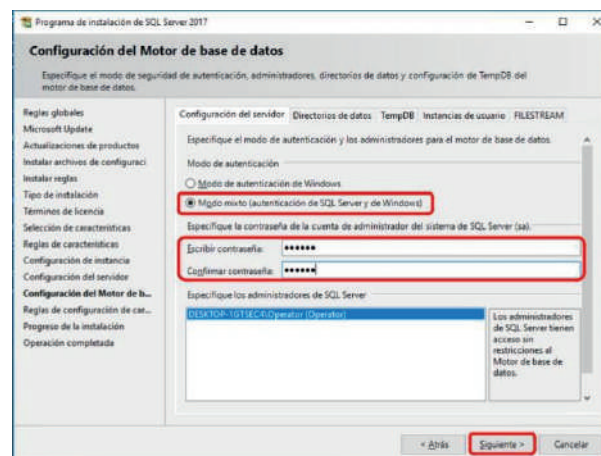 Programa de instalación de SQL Server 2017
Configuración del Motor de base de datos
Especifique el modo de seguridad de autenticación, administradores, directorios de datos y configuración de TempDB del
motor de base de datos.
Reglas globales
Microsoft Update
Actualizaciones de productos
Instalar archivos de configuraci
Instalar reglas
Tipo de instalación
Términos de licencia
Selección de características
Reglas de características
Configuración de instancia
Configuración del servidor
Configuración del Motor de b...
Reglas de configuración de car...
Progreso de la instalación
Operación completada
Configuración del servidor Directorios de datos TempDB Instancias de usuario FILESTREAM
Especifique el modo de autenticación y los administradores para el motor de base de datos.
Modo de autenticación
Modo de autenticación de Windows
Modo mixto (autenticación de SQL Server y de Windows)
Especifique la contraseña de la cuenta de administrador del sistema de SQL Server (sa).
Escribir contraseña: ••••••
Confirmar contraseña: ••••••
Especifique los administradores de SQL Server
DESKTOP-1GTSEC4\Operator (Operator)
Los administradores
de SQL Server tienen
acceso sin
restricciones al
Motor de base de
datos.
< Atrás Siguiente > Cancelar